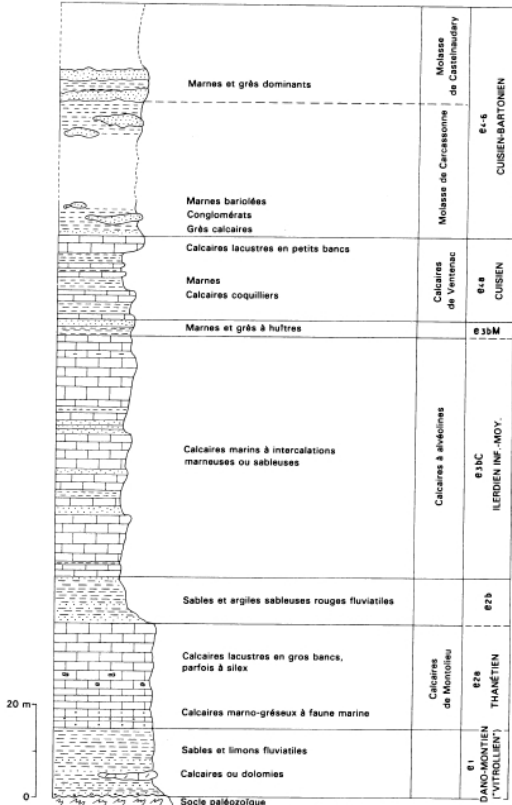 Marnes et grès dominants
Marnes bariolées
Conglomérats
Grès calcaires
Calcaires lacustres en petits bancs
Marnes
Calcaires coquilliers
Marnes et grès à huîtres
Calcaires marins à intercalations
marneuses ou sableuses
Sables et argiles sableuses rouges fluviatiles
Calcaires lacustres en gros bancs,
parfois à silex
Calcaires marno-gréseux à faune marine
Sables et limons fluviatiles
Calcaires ou dolomies
Socle paléozoïque
20 m
0
Molasse
de Castelnaudary
Molasse de Carcassonne
Calcaires
de Ventenac
Calcaires à alvéolines
Calcaires
de Montolieu
e4-6
CUISIEN-BARTONIEN
e4a
CUISIEN
e3bM
e3bC
ILERDIEN INF.-MOY.
e2b
e2a
THANÉTIEN
e1
DANO-MONTIEN
("VITROLLIEN")